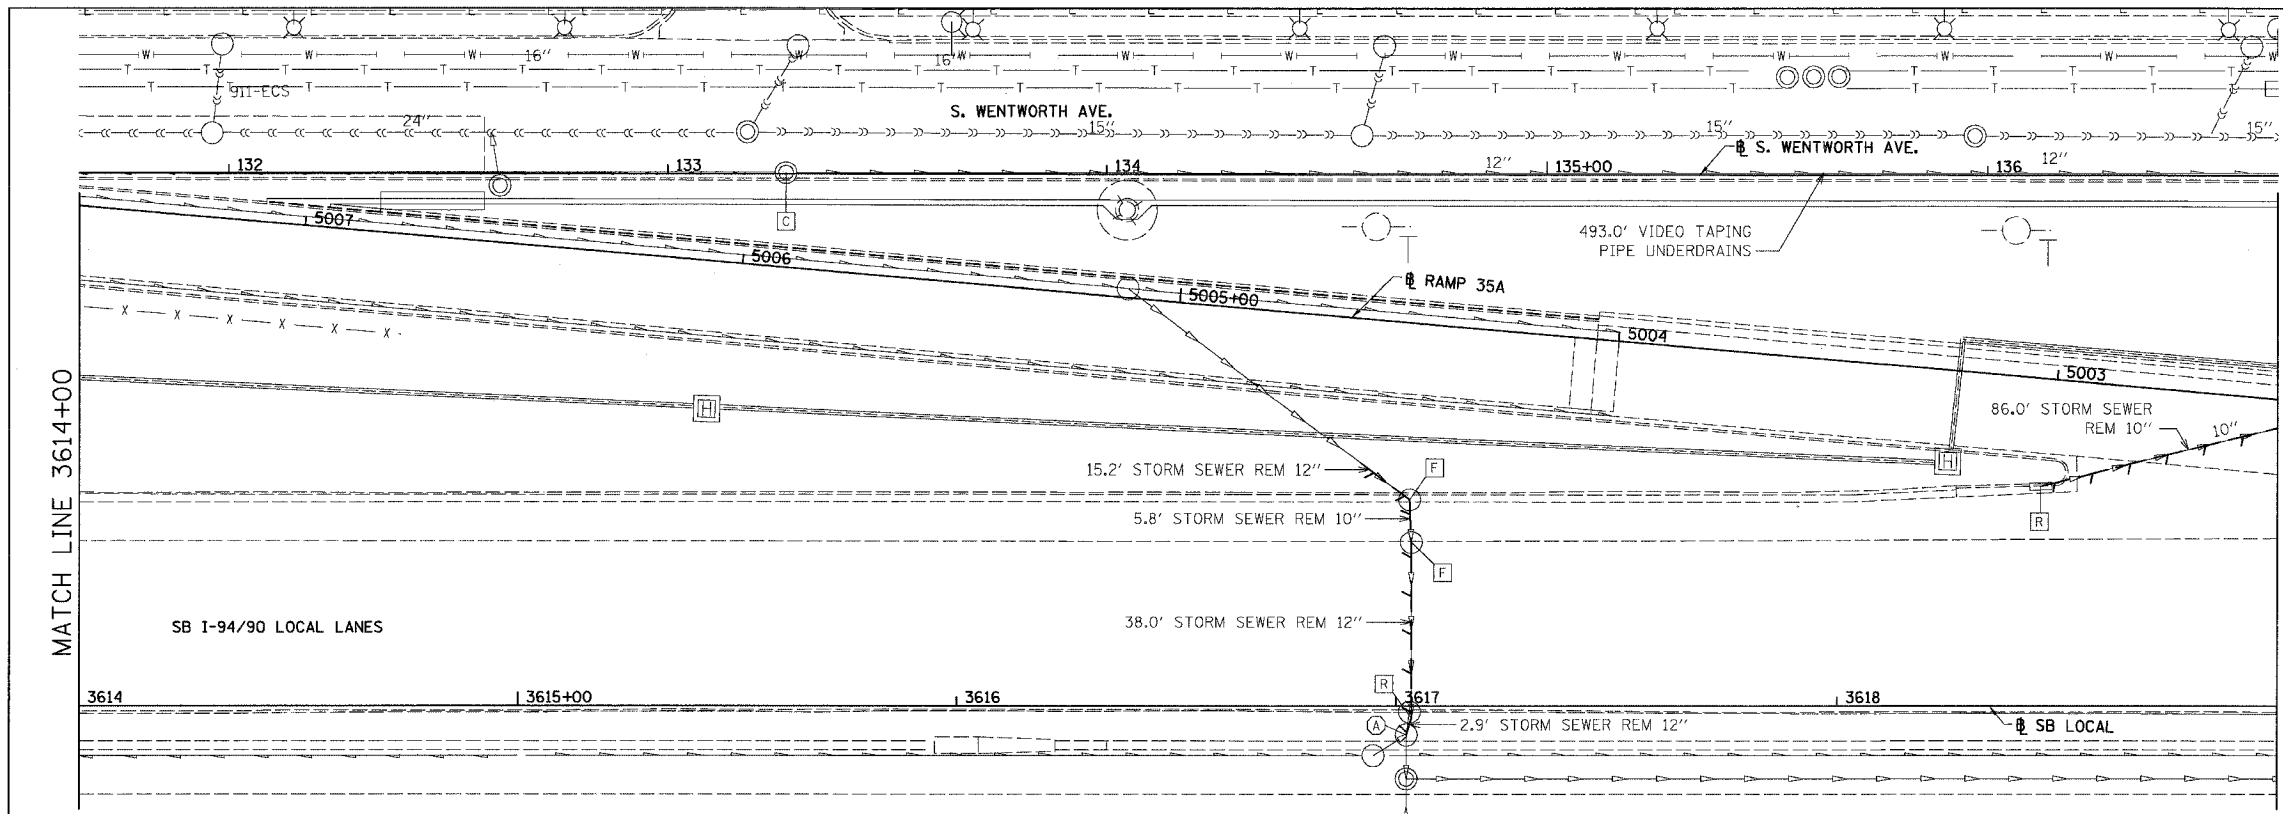 16''
16''
911-ECS
24''
S. WENTWORTH AVE.
15''
15''
15''
℄ S. WENTWORTH AVE.
132
133
134
12''
135+00
136
12''
C
5007
5006
5005+00
5004
5003
493.0' VIDEO TAPING
PIPE UNDERDRAINS
℄ RAMP 35A
X X X X X X
MATCH LINE 3614+00
H
H
86.0' STORM SEWER
REM 10''
10''
15.2' STORM SEWER REM 12''
F
5.8' STORM SEWER REM 10''
F
R
38.0' STORM SEWER REM 12''
SB I-94/90 LOCAL LANES
R
3614
3615+00
3616
3617
3618
A
2.9' STORM SEWER REM 12''
℄ SB LOCAL